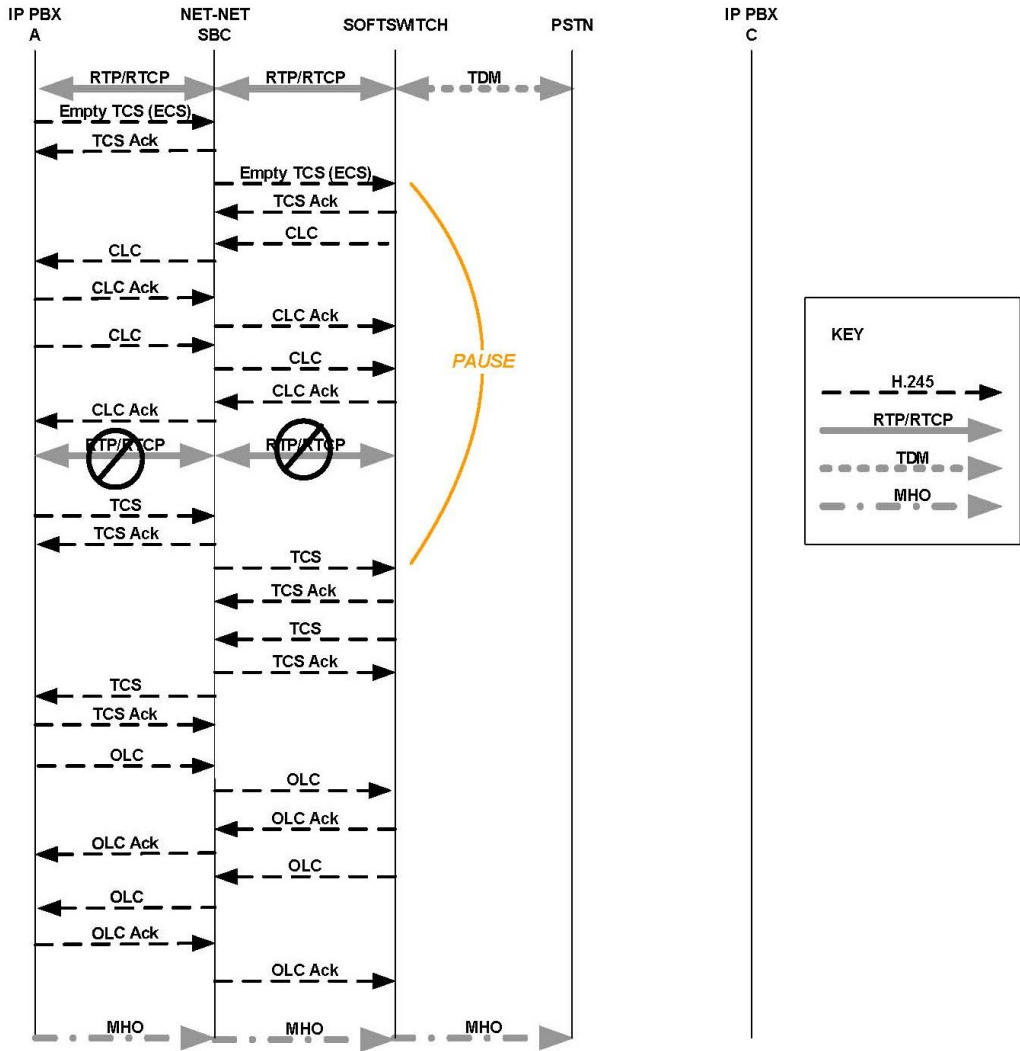 IP PBX
A
NET-NET
SBC
SOFTSWITCH
PSTN
IP PBX
C
RTP/RTCP
RTP/RTCP
TDM
Empty TCS (ECS)
TCS Ack
Empty TCS (ECS)
TCS Ack
CLC
CLC
CLC Ack
CLC Ack
CLC
CLC
CLC Ack
CLC Ack
PAUSE
RTP/RTCP
RTP/RTCP
TCS
TCS Ack
TCS
TCS Ack
TCS
TCS Ack
TCS
TCS Ack
OLC
OLC
OLC Ack
OLC Ack
OLC
OLC
OLC Ack
OLC Ack
MHO
MHO
MHO
KEY
H.245
RTP/RTCP
TDM
MHO